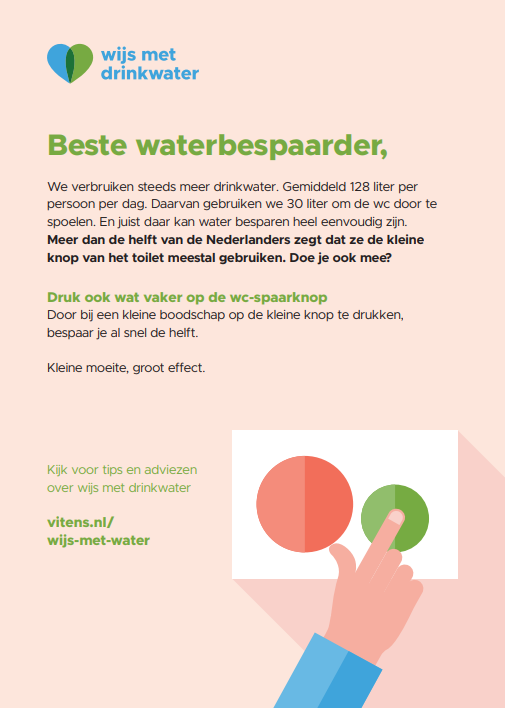 wijs met
drinkwater
Beste waterbespaarder,
We verbruiken steeds meer drinkwater. Gemiddeld 128 liter per
persoon per dag. Daarvan gebruiken we 30 liter om de wc door te
spoelen. En juist daar kan water besparen heel eenvoudig zijn.
Meer dan de helft van de Nederlanders zegt dat ze de kleine
knop van het toilet meestal gebruiken. Doe je ook mee?
Druk ook wat vaker op de wc-spaarknop
Door bij een kleine boodschap op de kleine knop te drukken,
bespaar je al snel de helft.
Kleine moeite, groot effect.
Kijk voor tips en adviezen
over wijs met drinkwater
vitens.nl/
wijs-met-water